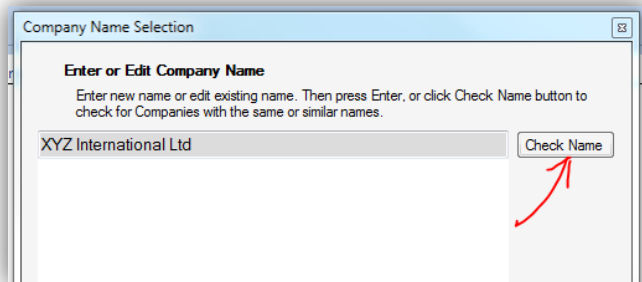 Company Name Selection
Enter or Edit Company Name
Enter new name or edit existing name. Then press Enter, or click Check Name button to
check for Companies with the same or similar names.
XYZ International Ltd
Check Name